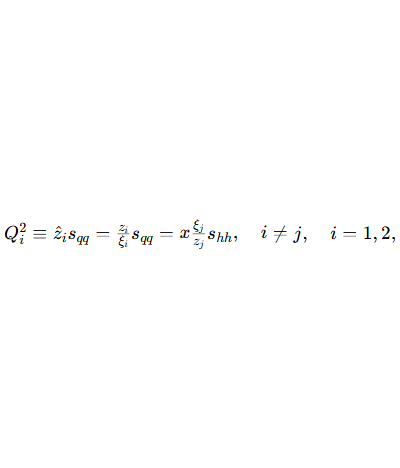 $Q_i^2 \equiv \hat{z}_i s_{qq} = \frac{z_i}{\xi_i} s_{qq} = x \frac{\xi_j}{z_j} s_{hh}, \quad i \neq j, \quad i = 1, 2,$